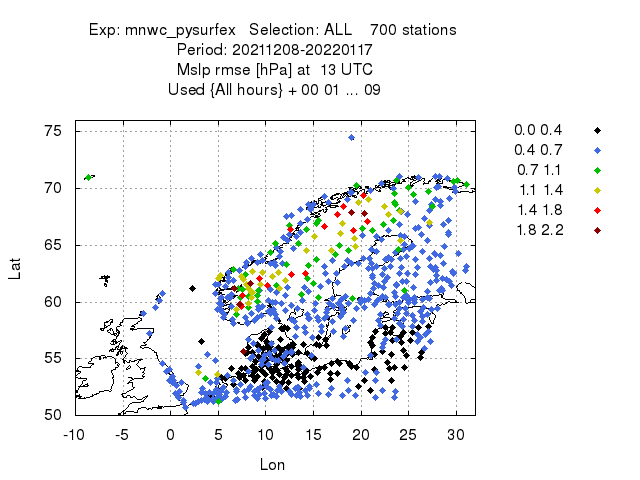 Exp: mnwc_pysurfex   Selection: ALL    700 stations
Period: 20211208-20220117
Mslp rmse [hPa] at  13 UTC
Used {All hours} + 00 01 ... 09
0.0 0.4
0.4 0.7
0.7 1.1
1.1 1.4
1.4 1.8
1.8 2.2
75
70
65
60
55
50
Lat
-10 -5 0 5 10 15 20 25 30
Lon